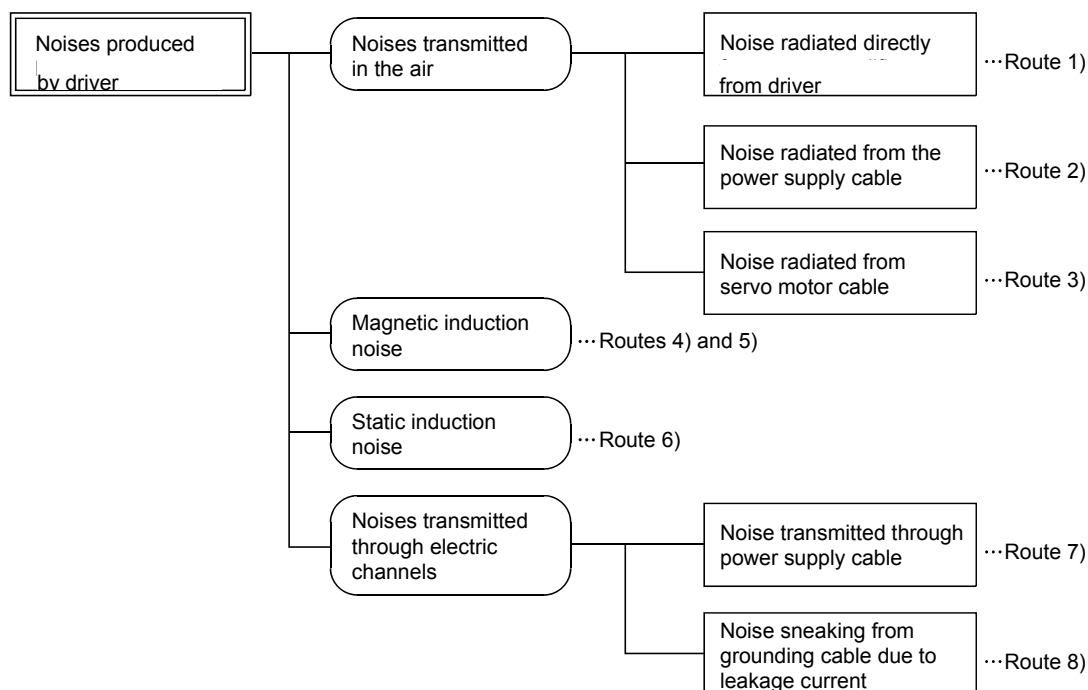 Noises produced
by driver
Noises transmitted
in the air
Noise radiated directly
from driver
···Route 1)
Noise radiated from the
power supply cable
···Route 2)
Noise radiated from
servo motor cable
···Route 3)
Magnetic induction
noise
···Routes 4) and 5)
Static induction
noise
···Route 6)
Noises transmitted
through electric
channels
Noise transmitted through
power supply cable
···Route 7)
Noise sneaking from
grounding cable due to
leakage current
···Route 8)